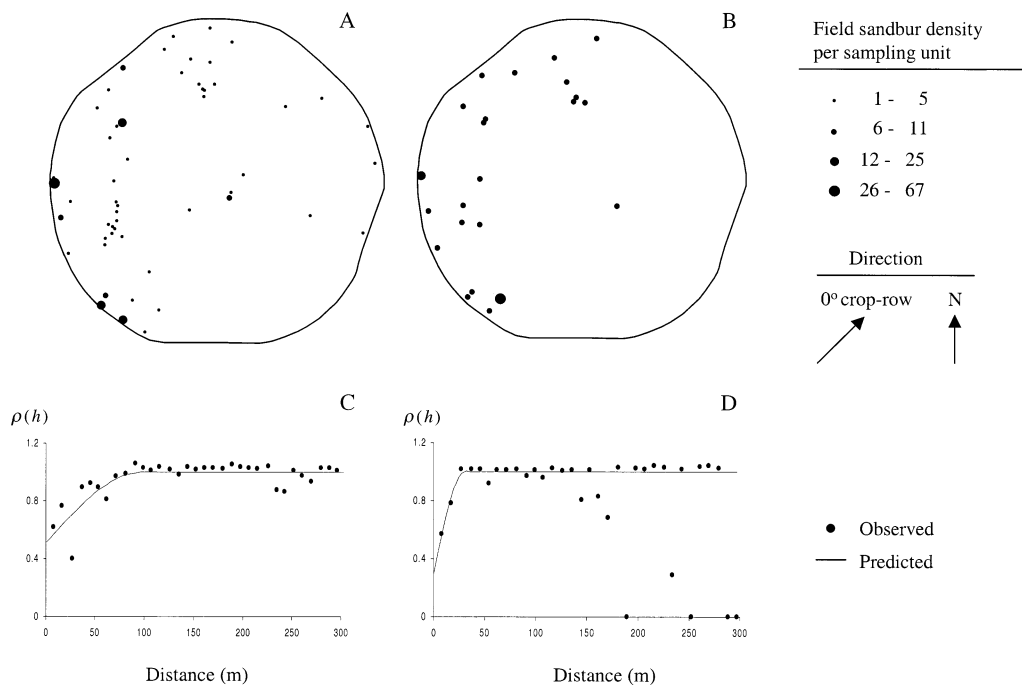 A
B
Field sandbur density
per sampling unit
1 - 5
6 - 11
12 - 25
26 - 67
Direction
0° crop-row
N
C
ρ(h)
1.2
0.8
0.4
0
0
50
100
150
200
250
300
Distance (m)
D
ρ(h)
1.2
0.8
0.4
0
0
50
100
150
200
250
300
Distance (m)
Observed
Predicted